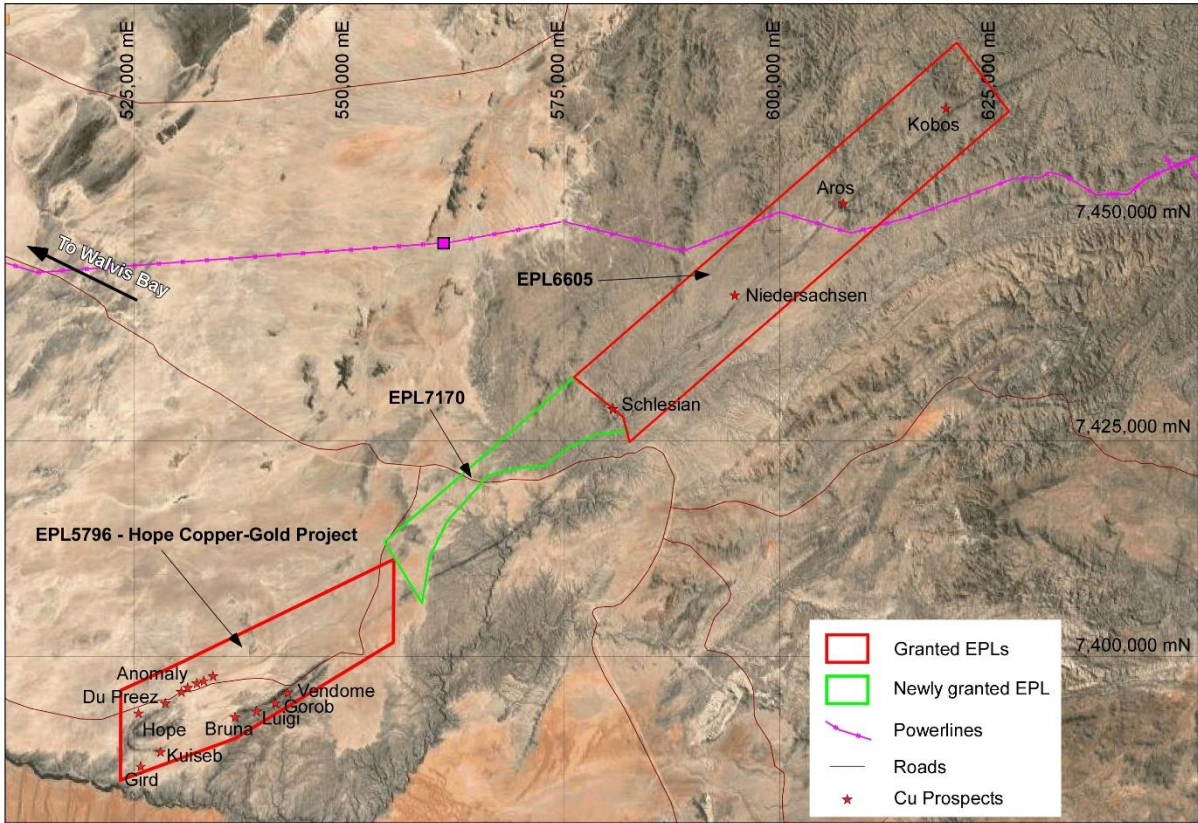 525,000 mE
550,000 mE
575,000 mE
600,000 mE
625,000 mE
Kobos
Aros
7,450,000 mN
To Walvis Bay
EPL6605
Niedersachsen
EPL7170
Schlesian
7,425,000 mN
EPL5796 - Hope Copper-Gold Project
7,400,000 mN
Anomaly
Du Preez
Vendome
Gorob
Luigi
Bruna
Hope
Kuiseb
Gird
Granted EPLs
Newly granted EPL
Powerlines
Roads
Cu Prospects